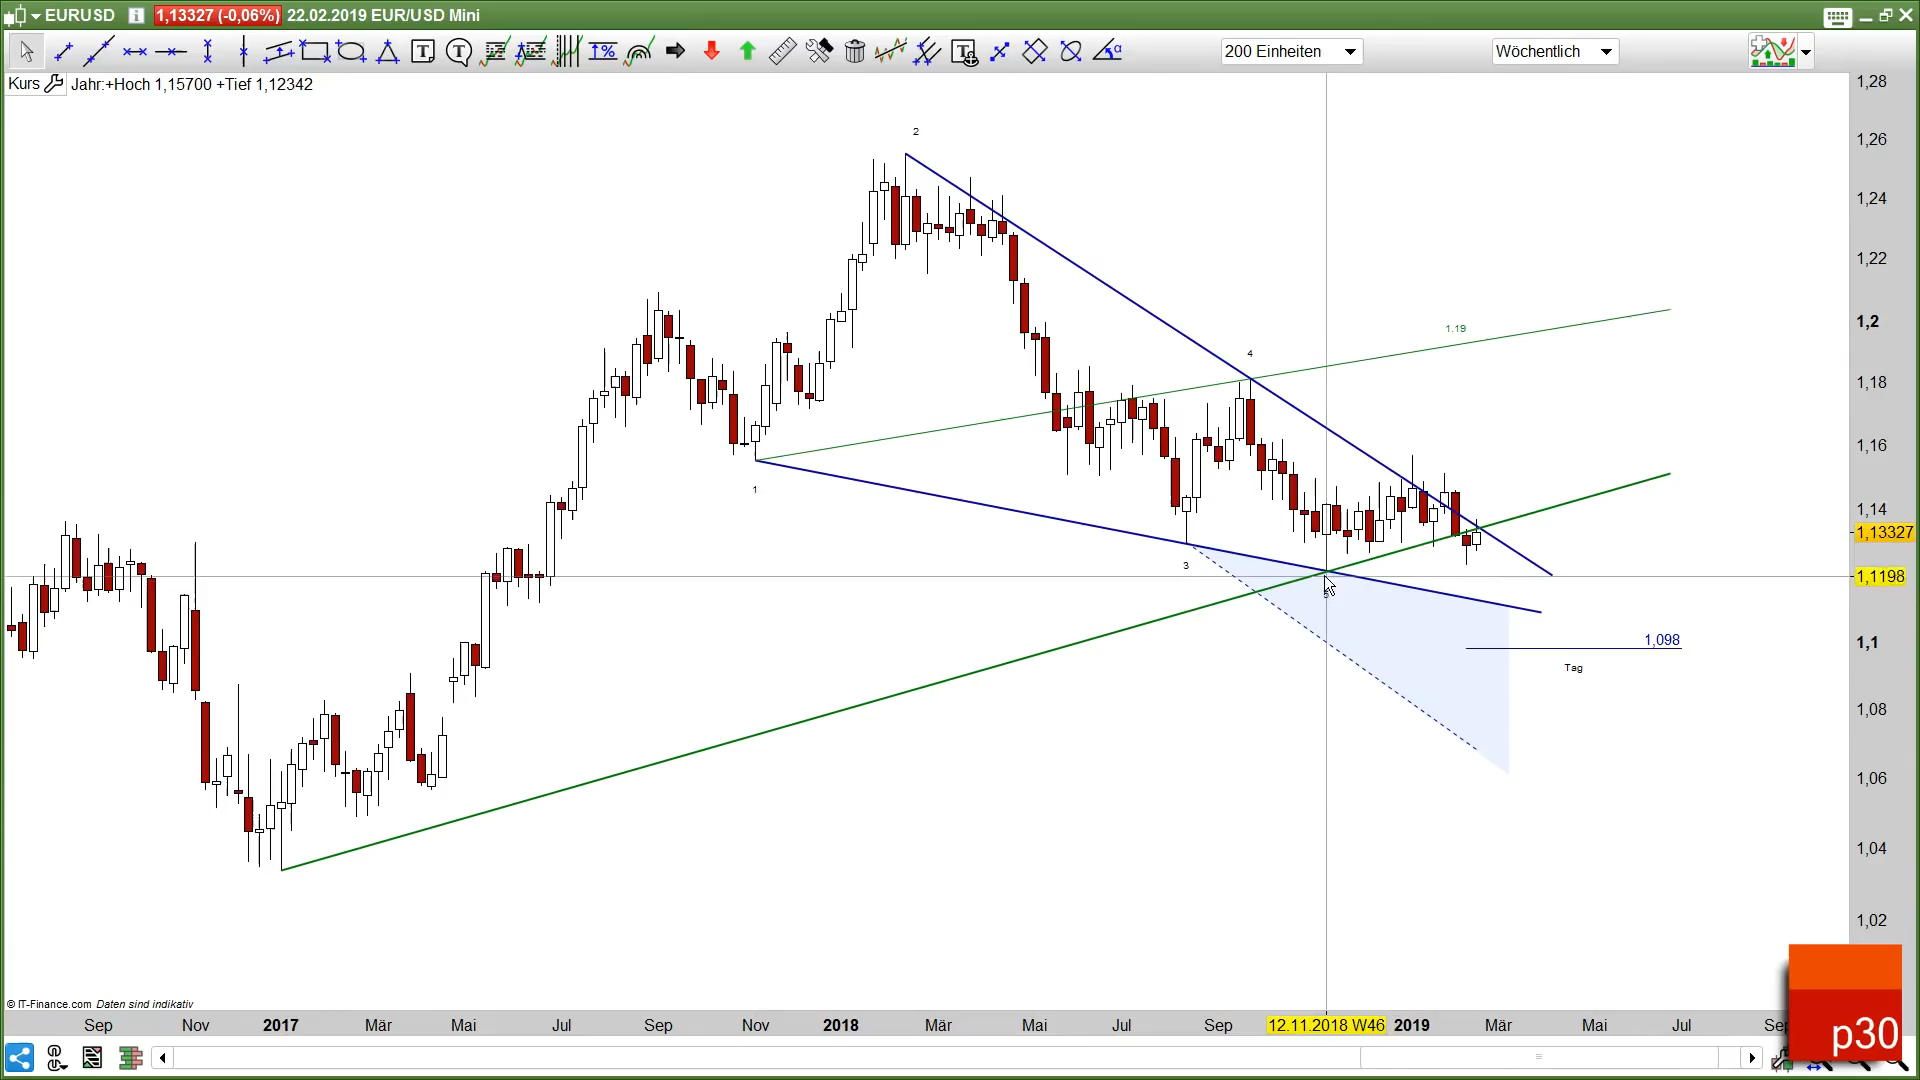 EURUSD i 1,13327 (-0,06%) 22.02.2019 EUR/USD Mini
200 Einheiten
Wöchentlich
Kurs Jahr:+Hoch 1,15700 +Tief 1,12342
1,28
1,26
1,24
1,22
1,2
1,18
1,16
1,14
1,13327
1,1198
1,1
1,08
1,06
1,04
1,02
2
1.19
4
1
3
1,098
Tag
© IT-Finance.com Daten sind indikativ
Sep Nov 2017 Mär Mai Jul Sep Nov 2018 Mär Mai Jul Sep 12.11.2018 W46 2019 Mär Mai Jul
p30